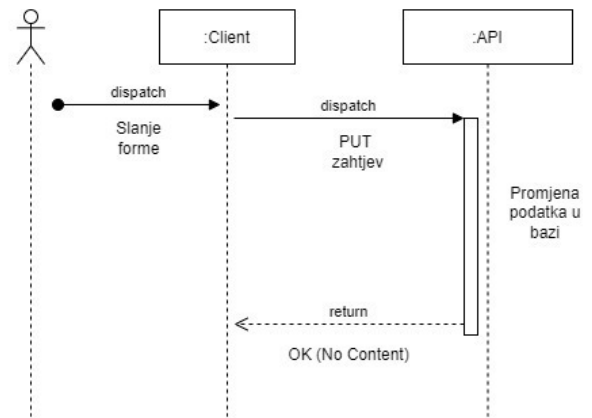 :Client
:API
dispatch
Slanje
forme
dispatch
PUT
zahtjev
Promjena
podatka u
bazi
return
OK (No Content)